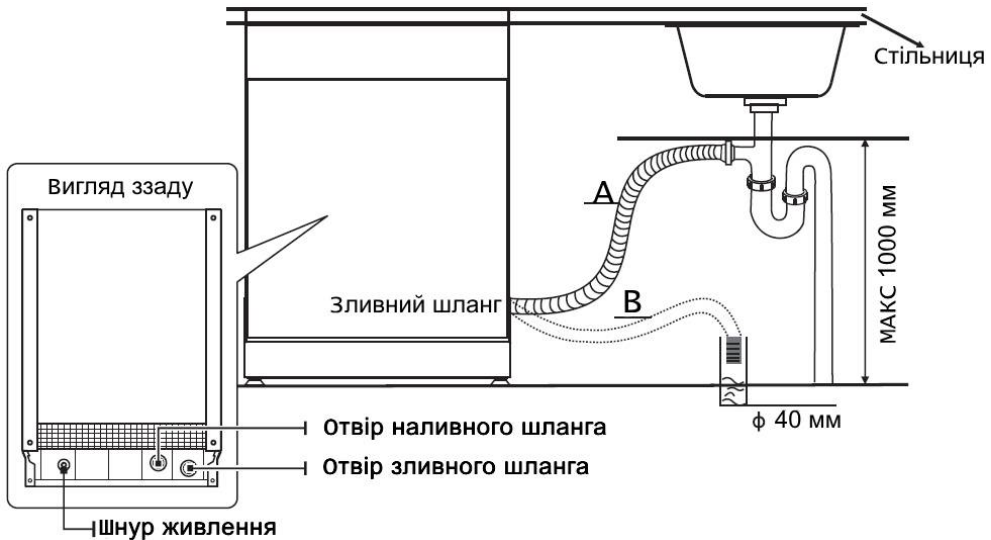 Стільниця
Вигляд ззаду
A
МАКС 1000 мм
Зливний шланг
B
ϕ 40 мм
Отвір наливного шланга
Отвір зливного шланга
Шнур живлення